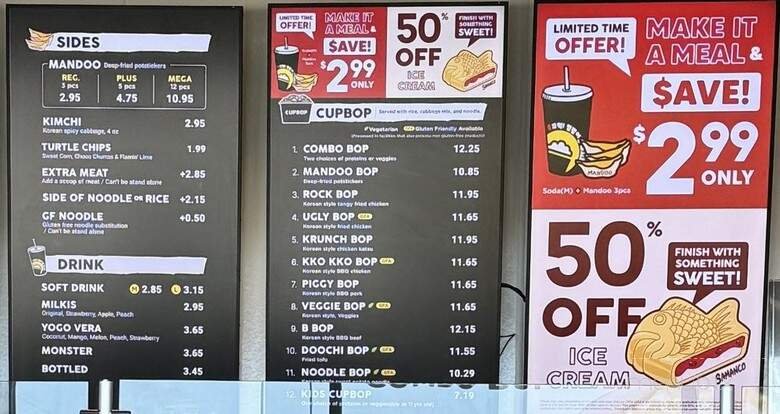 SIDES
MANDOO Deep-fried potstickers
REG. PLUS MEGA
3 pcs 5 pcs 12 pcs
2.95 4.75 10.95
KIMCHI 2.95
Korean spicy cabbage, 4 oz
TURTLE CHIPS 1.99
Sweet Corn, Choco Churros & Flamin' Lime
EXTRA MEAT +2.85
Add a scoop of meat / Can't be stand alone
SIDE OF NOODLE OR RICE +2.15
GF NOODLE +0.50
Gluten free noodle substitution
/ Can't be stand alone
DRINK
SOFT DRINK M 2.85 L 3.15
MILKIS 2.95
Original, Strawberry, Apple, Peach
YOGO VERA 3.65
Coconut, Mango, Melon, Peach, Strawberry
MONSTER 3.65
BOTTLED 3.45
LIMITED TIME
OFFER!
MAKE IT
A MEAL &
$AVE!
$2.99
ONLY
50%
OFF
ICE
CREAM
FINISH WITH
SOMETHING
SWEET!
CUPBOP
CUPBOP Served with rice, cabbage mix, and noodle.
Vegetarian GFA Gluten Friendly Available
1. COMBO BOP 12.25
Two choices of proteins or veggies
2. MANDOO BOP 10.85
Deep-fried potstickers
3. ROCK BOP 11.95
Korean style tangy fried chicken
4. UGLY BOP GFA 11.65
Korean style fried chicken
5. KRUNCH BOP 11.95
Korean style chicken katsu
6. KKO KKO BOP GFA 11.65
Korean style BBQ chicken
7. PIGGY BOP 11.65
Korean style BBQ pork
8. VEGGIE BOP GFA 11.65
Korean style, Veggies
9. B BOP 12.15
Korean style BBQ beef
10. DOOCHI BOP GFA 11.55
Fried tofu
11. NOODLE BOP GFA 10.29
Korean style sweet potato noodle
12. KIDS CUPBOP 7.19
LIMITED TIME
OFFER!
MAKE IT
A MEAL &
$AVE!
$2.99
ONLY
MANDOO
Soda(M) + Mandoo 3pcs
50%
OFF
ICE
CREAM
FINISH WITH
SOMETHING
SWEET!
SAMANCO